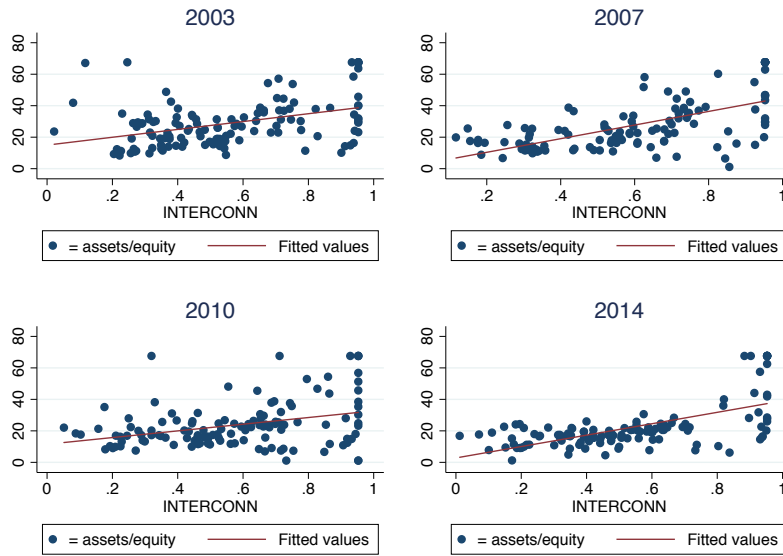 2003
2007
80
60
40
20
0
0 .2 .4 .6 .8 1
INTERCONN
= assets/equity Fitted values
80
60
40
20
0
.2 .4 .6 .8 1
INTERCONN
= assets/equity Fitted values
2010
2014
80
60
40
20
0
0 .2 .4 .6 .8 1
INTERCONN
= assets/equity Fitted values
80
60
40
20
0
0 .2 .4 .6 .8 1
INTERCONN
= assets/equity Fitted values